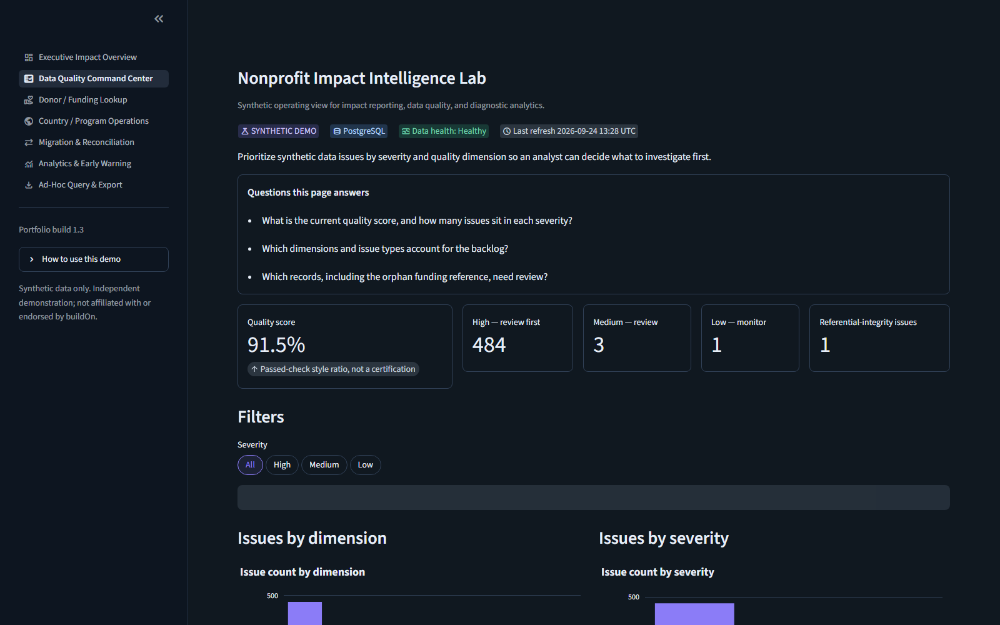 Executive Impact Overview
Data Quality Command Center
Donor / Funding Lookup
Country / Program Operations
Migration & Reconciliation
Analytics & Early Warning
Ad-Hoc Query & Export
Portfolio build 1.3
How to use this demo
Synthetic data only. Independent
demonstration; not affiliated with or
endorsed by buildOn.
Nonprofit Impact Intelligence Lab
Synthetic operating view for impact reporting, data quality, and diagnostic analytics.
SYNTHETIC DEMO PostgreSQL Data health: Healthy Last refresh 2026-09-24 13:28 UTC
Prioritize synthetic data issues by severity and quality dimension so an analyst can decide what to investigate first.
Questions this page answers
• What is the current quality score, and how many issues sit in each severity?
• Which dimensions and issue types account for the backlog?
• Which records, including the orphan funding reference, need review?
Quality score
91.5%
↑ Passed-check style ratio, not a certification
High — review first
484
Medium — review
3
Low — monitor
1
Referential-integrity issues
1
Filters
Severity
All High Medium Low
Issues by dimension
Issue count by dimension
500
Issues by severity
Issue count by severity
500